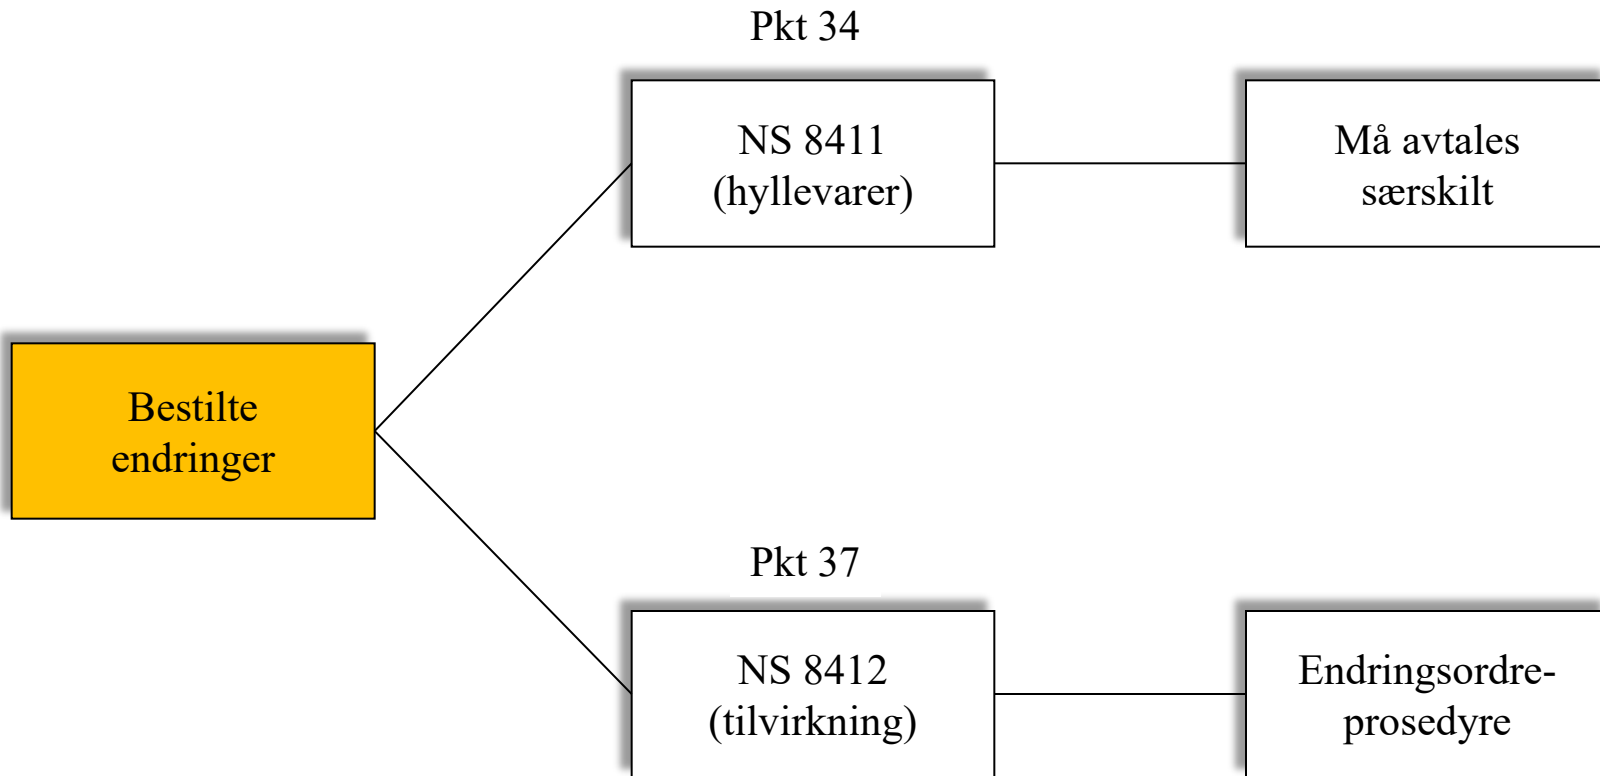 Pkt 34
NS 8411
(hyllevarer)
Må avtales
særskilt
Bestilte
endringer
Pkt 37
NS 8412
(tilvirkning)
Endringsordre-
prosedyre